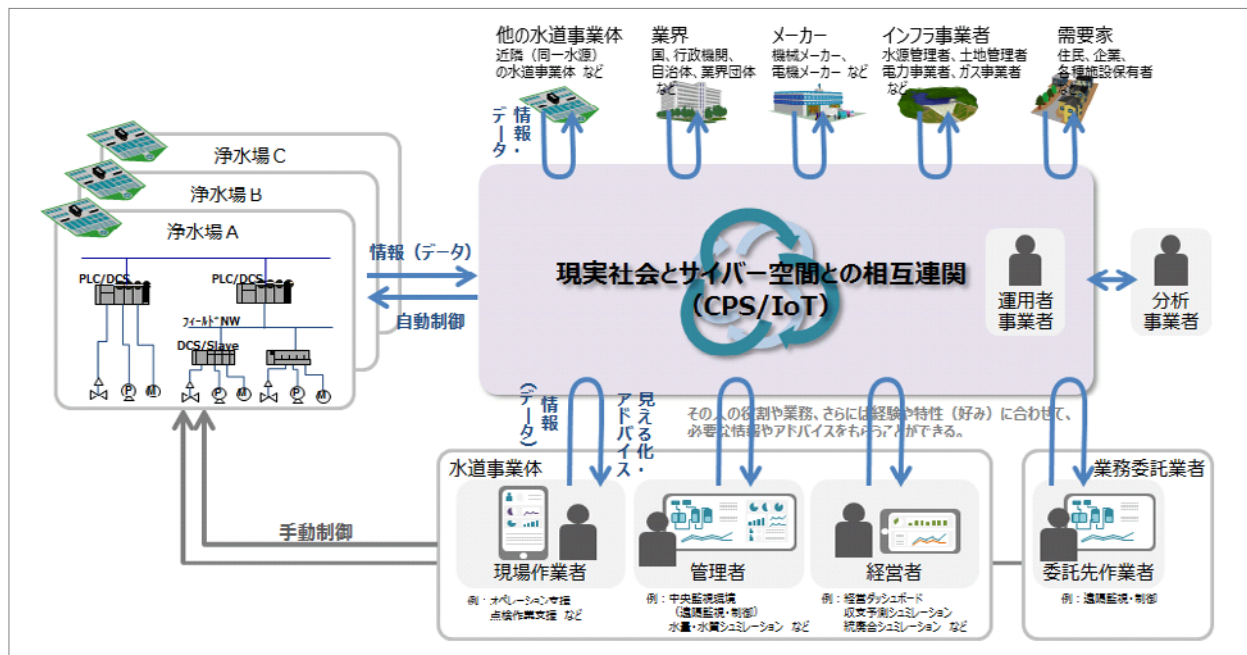 他の水道事業体
近隣（同一水源）
の水道事業体 など
業界
国、行政機関、
自治体、業界団体
など
メーカー
機械メーカー、
電機メーカー など
インフラ事業者
水源管理者、土地管理者
電力事業者、ガス事業者
など
需要家
住民、企業、
各種施設保有者
など
情報・
データ
浄水場C
浄水場B
浄水場A
PLC/DCS
PLC/DCS
フィールドNW
DCS/Slave
P
M
P
M
P
M
情報（データ）
自動制御
現実社会とサイバー空間との相互連関
（CPS/IoT）
運用者
事業者
分析
事業者
情報
（データ）
見える化・
アドバイス
その人の役割や業務、さらには経験や特性（好み）に合わせて、
必要な情報やアドバイスをもらうことができる。
手動制御
水道事業体
現場作業者
例：オペレーション支援
点検作業支援 など
管理者
例：中央監視環境
（遠隔監視・制御）
水量・水質シュミレーション など
経営者
例：経営ダッシュボード
収支予測シュミレーション
統廃合シュミレーション など
業務委託業者
委託先作業者
例：遠隔監視・制御